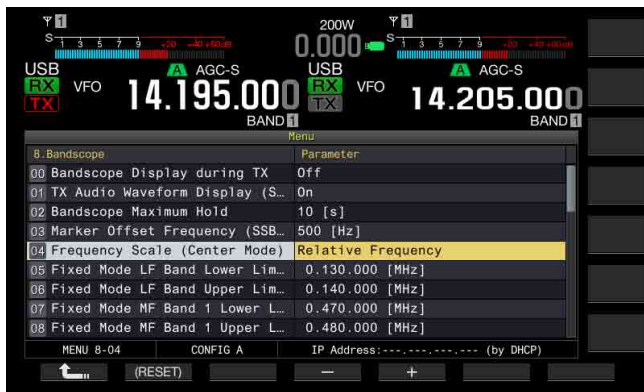 1 200W 1
S 1 3 5 7 9 +20 +40 +60dB 0.000 S 1 3 5 7 9 +20 +40 +60dB
USB A AGC-S USB A AGC-S
RX VFO 14.195.000 RX VFO 14.205.000
TX TX
BAND 1 BAND 1
Menu
8.Bandscope Parameter
00 Bandscope Display during TX Off
01 TX Audio Waveform Display (S… On
02 Bandscope Maximum Hold 10 [s]
03 Marker Offset Frequency (SSB… 500 [Hz]
04 Frequency Scale (Center Mode) Relative Frequency
05 Fixed Mode LF Band Lower Lim… 0.130.000 [MHz]
06 Fixed Mode LF Band Upper Lim… 0.140.000 [MHz]
07 Fixed Mode MF Band 1 Lower L… 0.470.000 [MHz]
08 Fixed Mode MF Band 1 Upper L… 0.480.000 [MHz]
MENU 8-04 CONFIG A IP Address:---.---.---.--- (by DHCP)
(RESET) − +